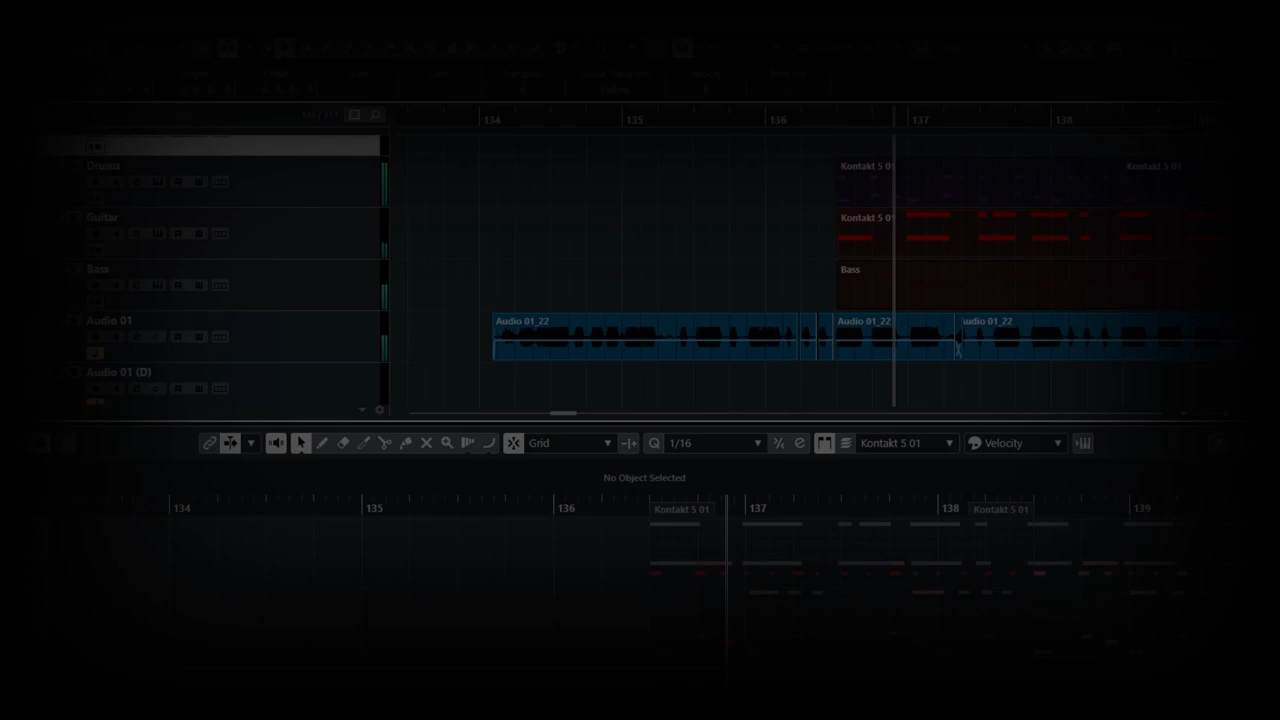 134 135 136 137 138
Drums
Kontakt 5 01 Kontakt 5 01
Guitar
Kontakt 5 01
Bass
Bass
Audio 01
Audio 01_22 Audio 01_22 udio 01_22
Audio 01 (D)
Grid 1/16 Kontakt 5 01 Velocity
No Object Selected
134 135 136 Kontakt 5 01 137 138 Kontakt 5 01 139